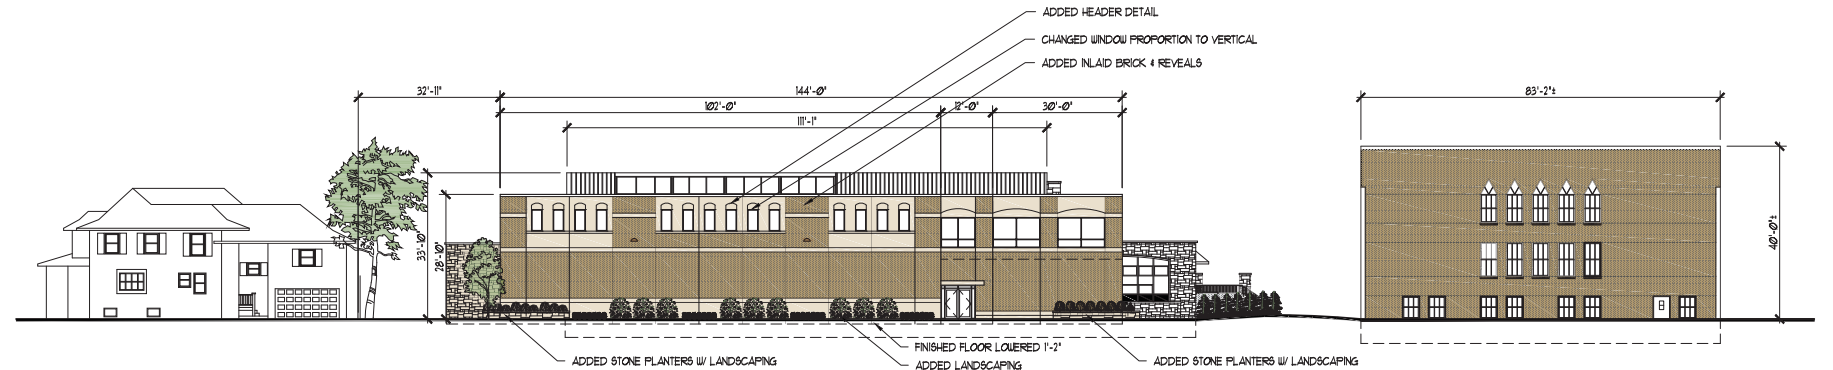 ADDED HEADER DETAIL
CHANGED WINDOW PROPORTION TO VERTICAL
ADDED INLAID BRICK & REVEALS
32'-11"
144'-0"
83'-2"±
102'-0"
12'-0"
30'-0"
111'-1"
33'-10"
28'-10"
40'-0"±
FINISHED FLOOR LOWERED 1'-2"
ADDED STONE PLANTERS W/ LANDSCAPING
ADDED LANDSCAPING
ADDED STONE PLANTERS W/ LANDSCAPING